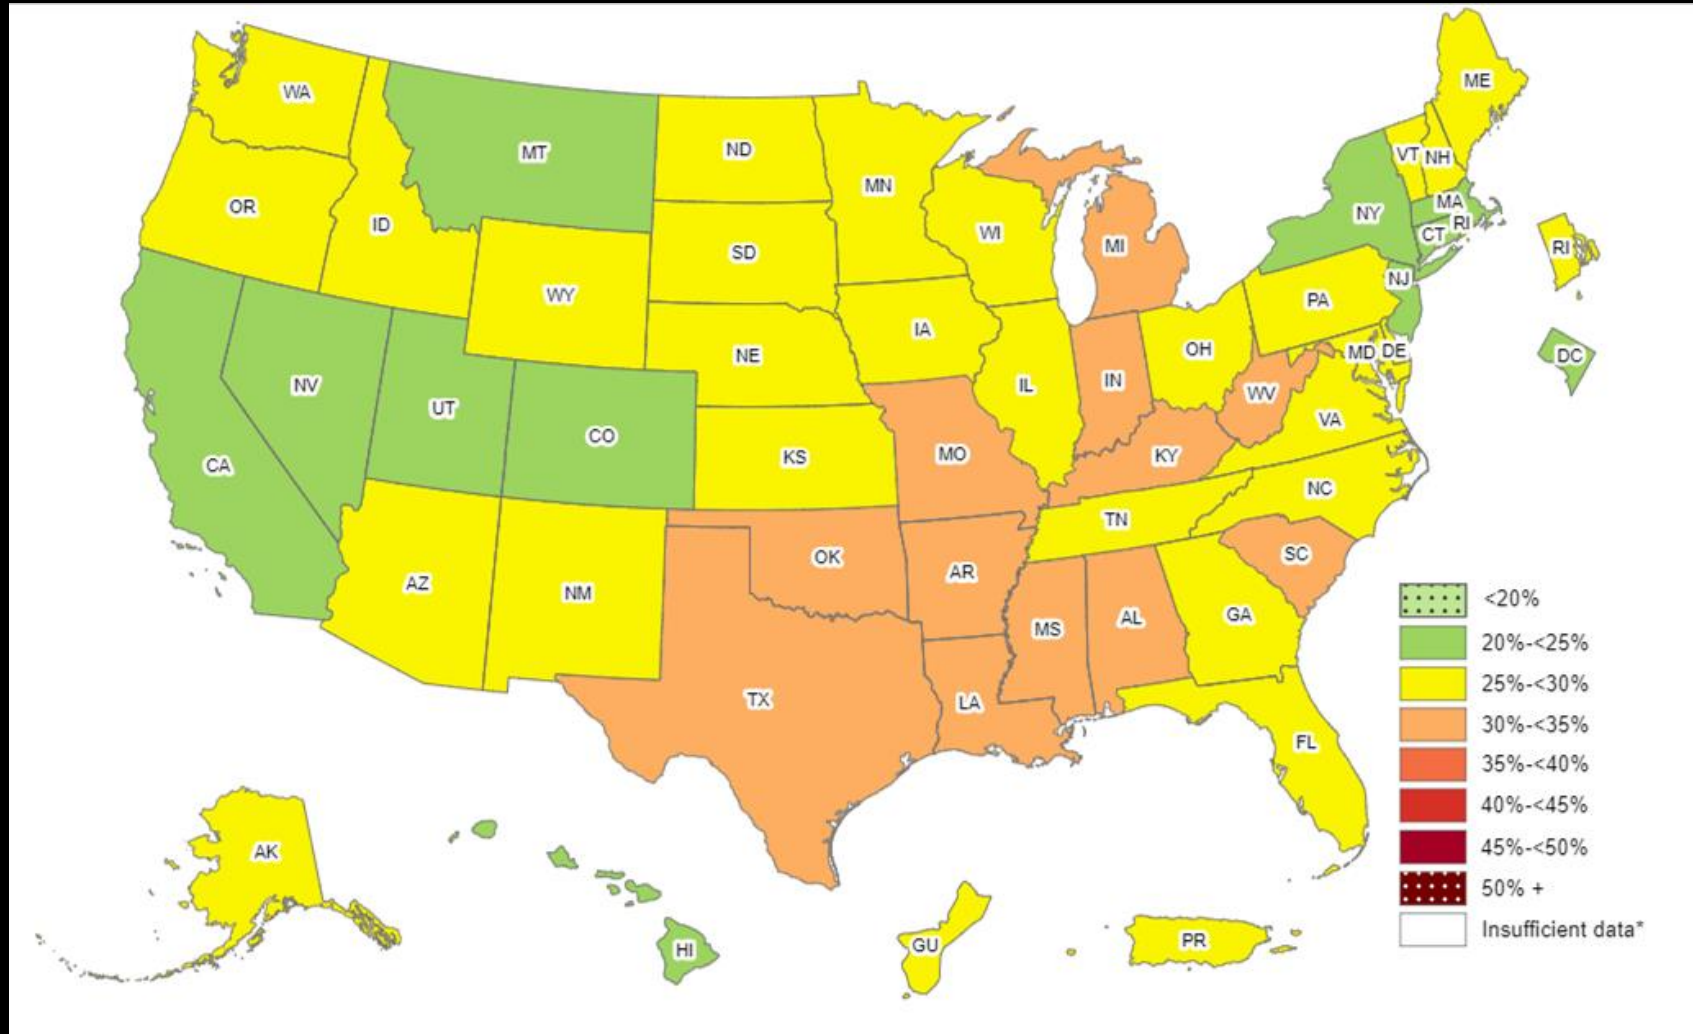 WA
MT
ND
MN
OR
ID
SD
WI
WY
MI
IA
NE
ME
VT
NH
NY
MA
RI
CT
RI
PA
NJ
OH
MD
DE
DC
NV
UT
CO
CA
KS
MO
IL
IN
WV
KY
VA
NC
TN
SC
AZ
NM
OK
AR
MS
AL
GA
TX
LA
FL
AK
HI
GU
PR
<20%
20%-<25%
25%-<30%
30%-<35%
35%-<40%
40%-<45%
45%-<50%
50% +
Insufficient data*